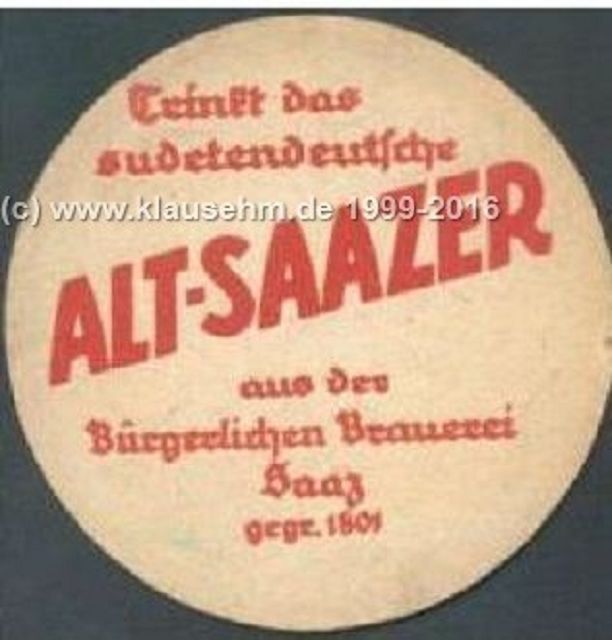 Trinkt das
sudetendeutsche
(c) www.klausehm.de 1999-2016
ALT-SAAZER
aus der
Bürgerlichen Brauerei
Saaz
gegr. 1801